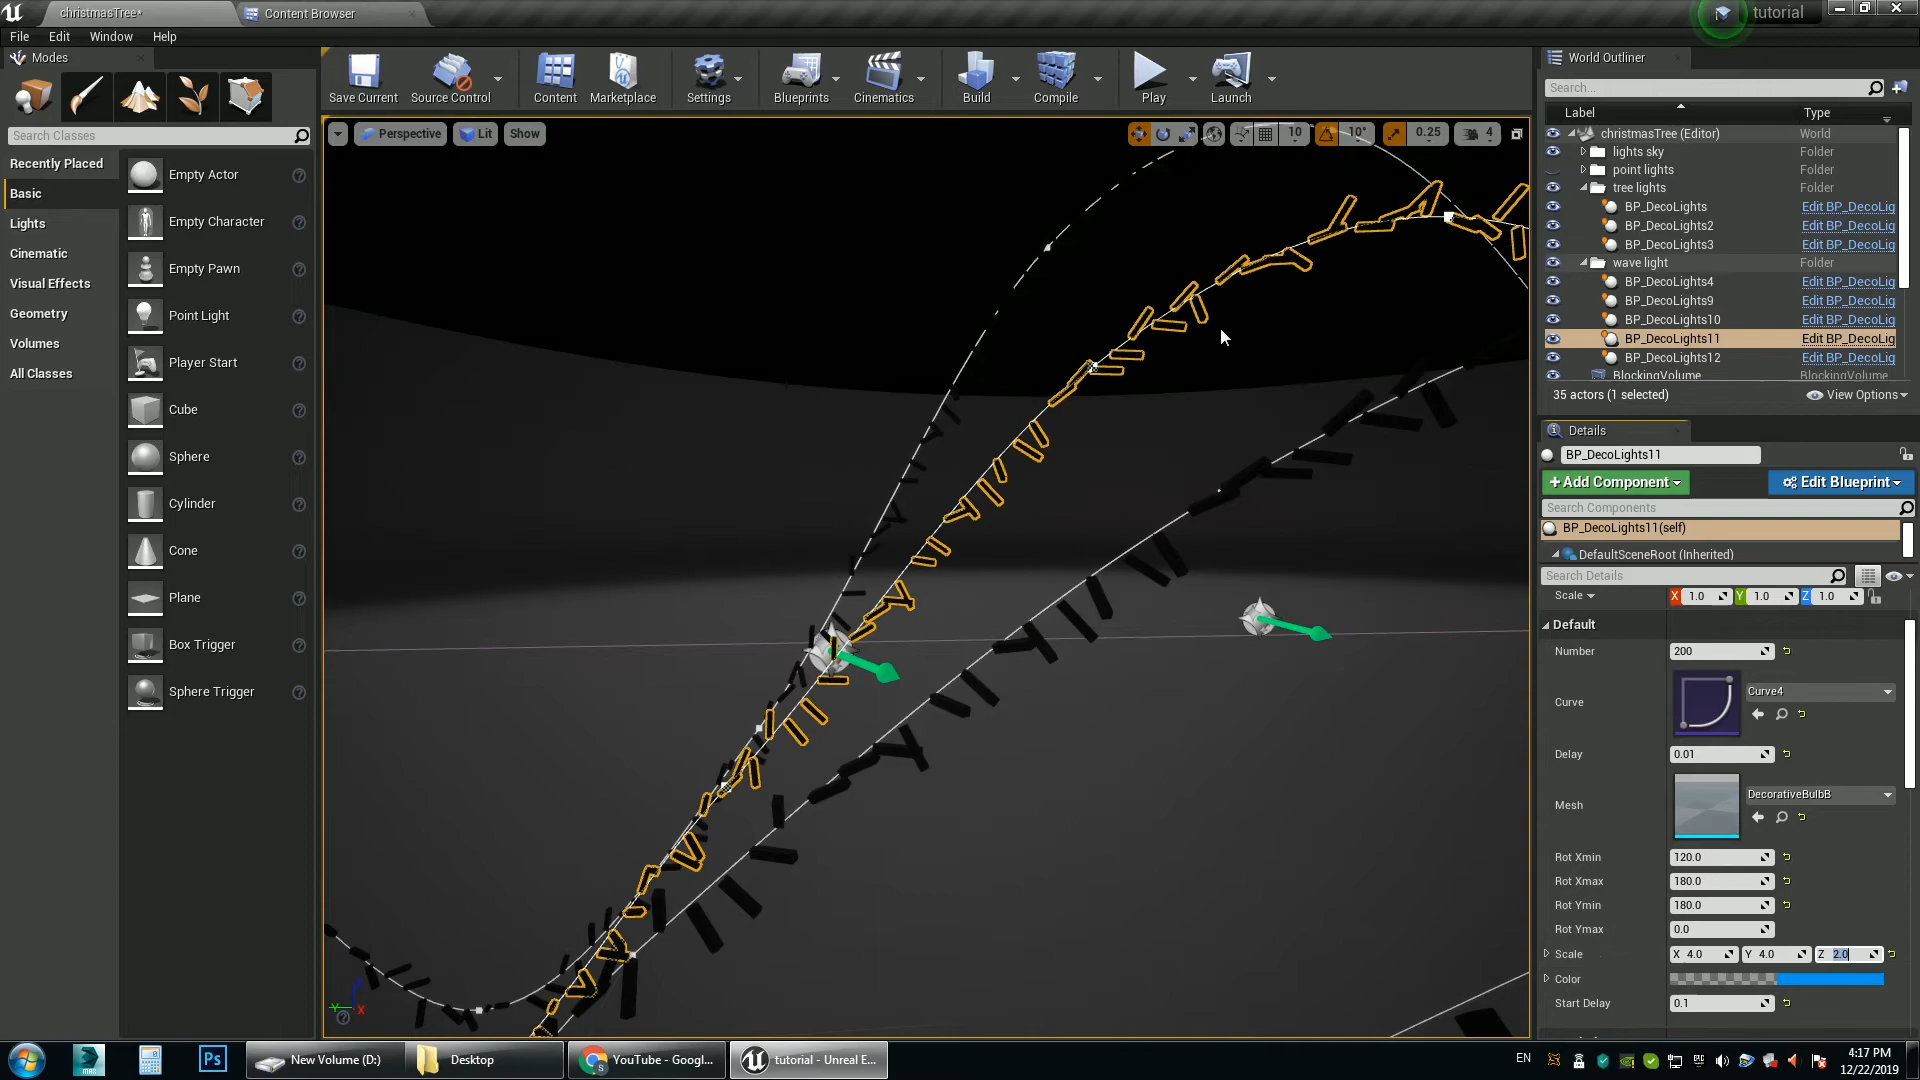 christmasTree*
Content Browser
tutorial
File
Edit
Window
Help
Modes
Search Classes
Recently Placed
Basic
Lights
Cinematic
Visual Effects
Geometry
Volumes
All Classes
Empty Actor
Empty Character
Empty Pawn
Point Light
Player Start
Cube
Sphere
Cylinder
Cone
Plane
Box Trigger
Sphere Trigger
Save Current
Source Control
Content
Marketplace
Settings
Blueprints
Cinematics
Build
Compile
Play
Launch
Perspective
Lit
Show
10
10°
0.25
4
World Outliner
Search...
Label
Type
christmasTree (Editor)
World
lights sky
Folder
point lights
Folder
tree lights
Folder
BP_DecoLights
Edit BP_DecoLig
BP_DecoLights2
Edit BP_DecoLig
BP_DecoLights3
Edit BP_DecoLig
wave light
Folder
BP_DecoLights4
Edit BP_DecoLig
BP_DecoLights9
Edit BP_DecoLig
BP_DecoLights10
Edit BP_DecoLig
BP_DecoLights11
Edit BP_DecoLig
BP_DecoLights12
Edit BP_DecoLig
BlockingVolume
BlockingVolume
35 actors (1 selected)
View Options
Details
BP_DecoLights11
+ Add Component
Edit Blueprint
Search Components
BP_DecoLights11(self)
DefaultSceneRoot (Inherited)
Search Details
Scale
X 1.0
Y 1.0
Z 1.0
Default
Number
200
Curve
Curve4
Delay
0.01
Mesh
DecorativeBulbB
Rot Xmin
120.0
Rot Xmax
180.0
Rot Ymin
180.0
Rot Ymax
0.0
Scale
X 4.0
Y 4.0
Z 2.0
Color
Start Delay
0.1
Y
X
MAX
Ps
New Volume (D:)
Desktop
YouTube - Googl...
tutorial - Unreal E...
EN
4:17 PM
12/22/2019